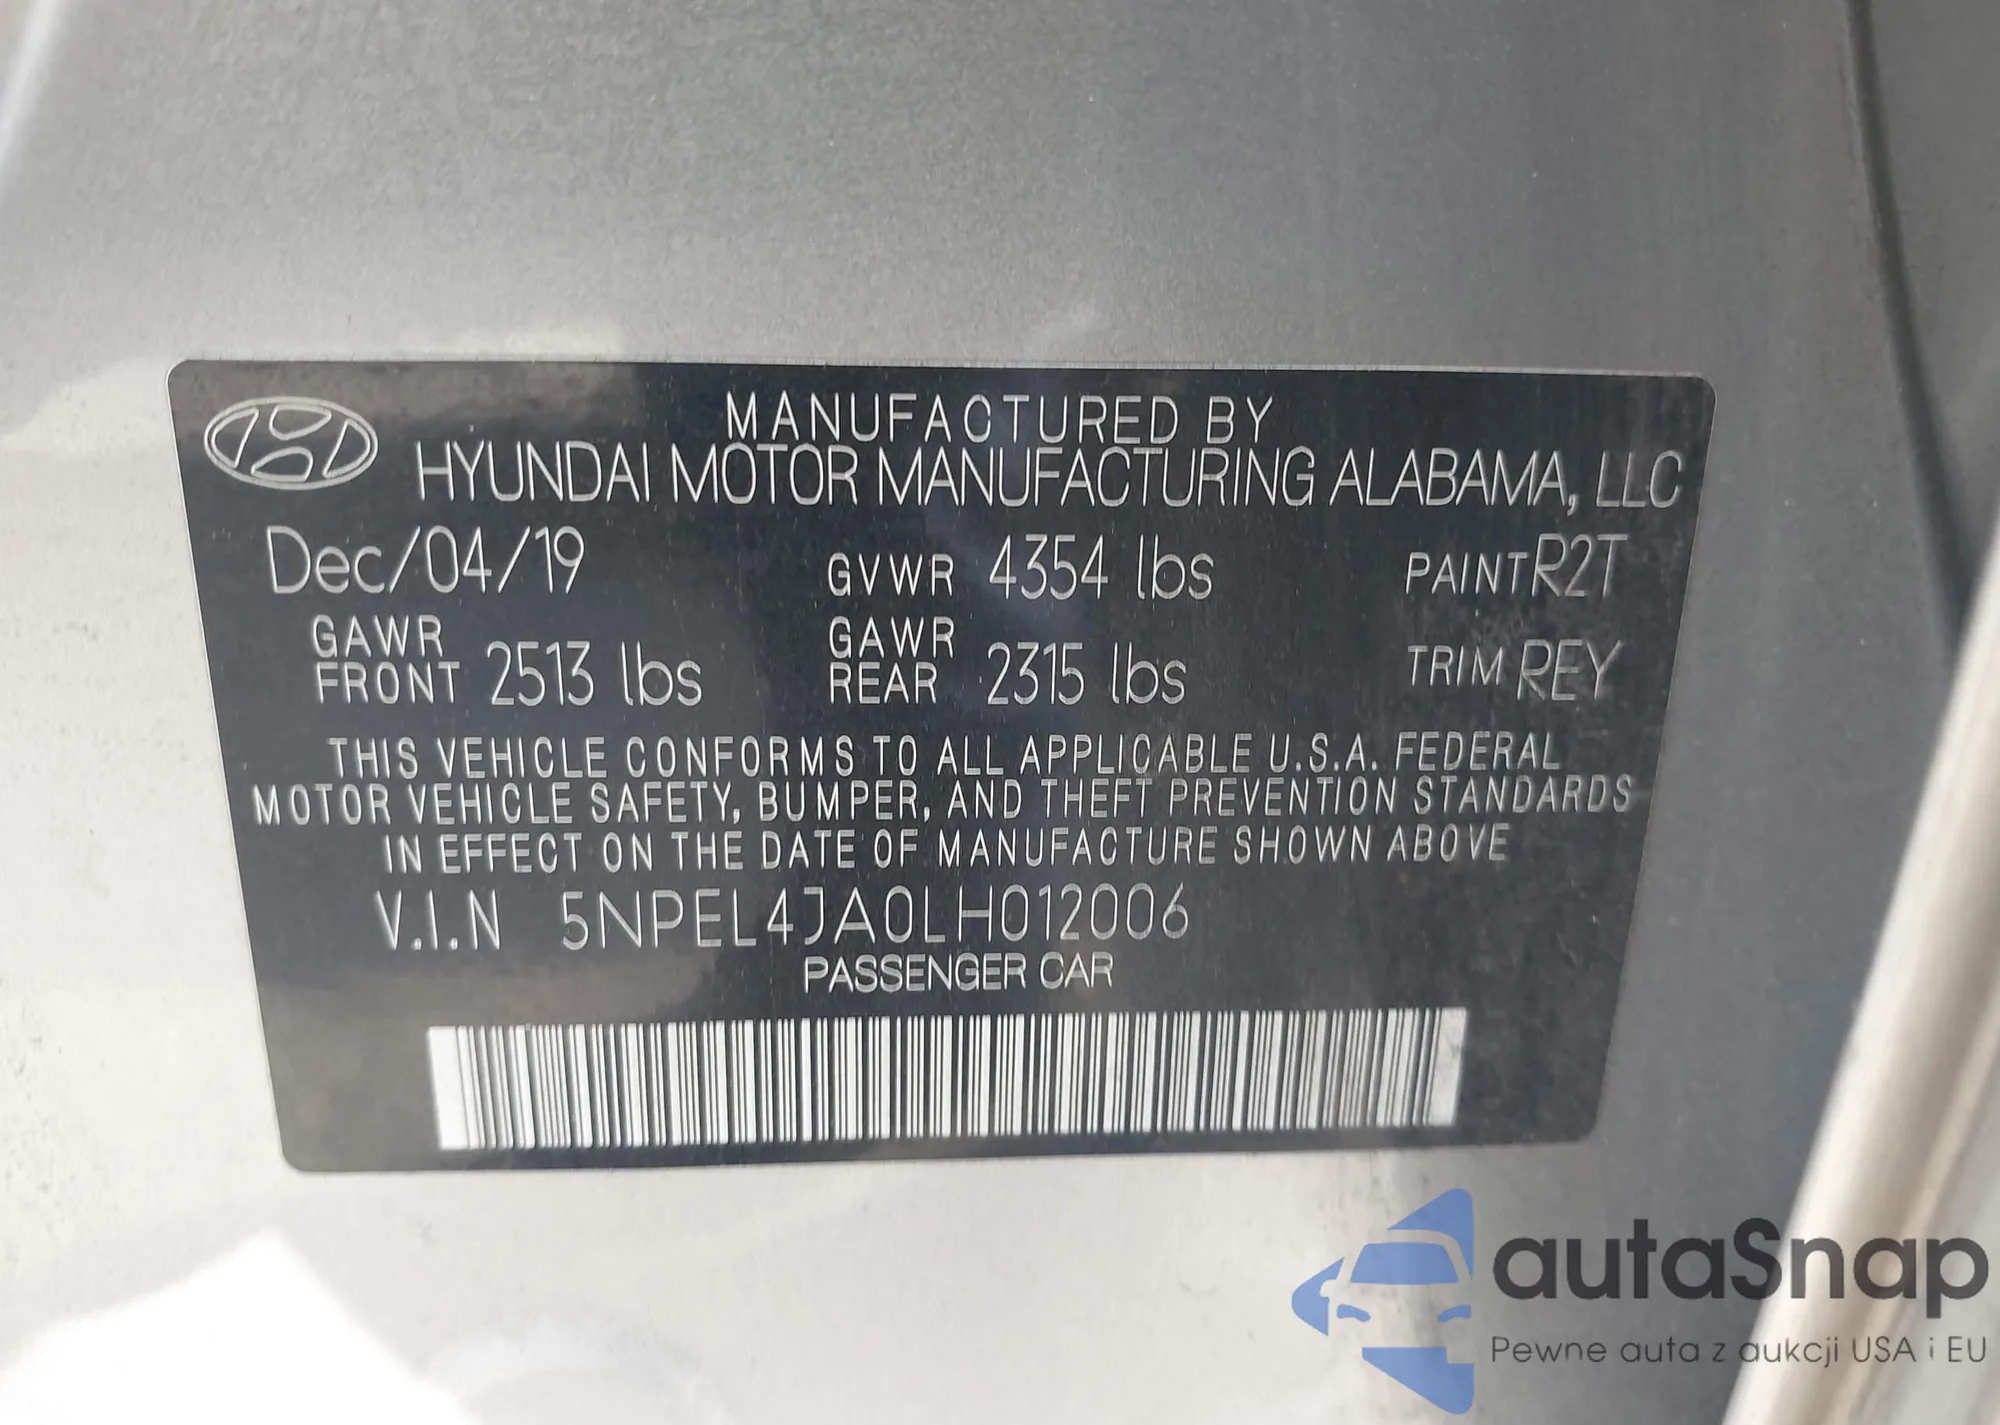 MANUFACTURED BY
HYUNDAI MOTOR MANUFACTURING ALABAMA, LLC
Dec/04/19 GVWR 4354 lbs PAINT R2T
GAWR FRONT 2513 lbs GAWR REAR 2315 lbs TRIM REY
THIS VEHICLE CONFORMS TO ALL APPLICABLE U.S.A. FEDERAL
MOTOR VEHICLE SAFETY, BUMPER, AND THEFT PREVENTION STANDARDS
IN EFFECT ON THE DATE OF MANUFACTURE SHOWN ABOVE
V.I.N 5NPEL4JA0LH012006
PASSENGER CAR
autaSnap
Pewne auta z aukcji USA i EU